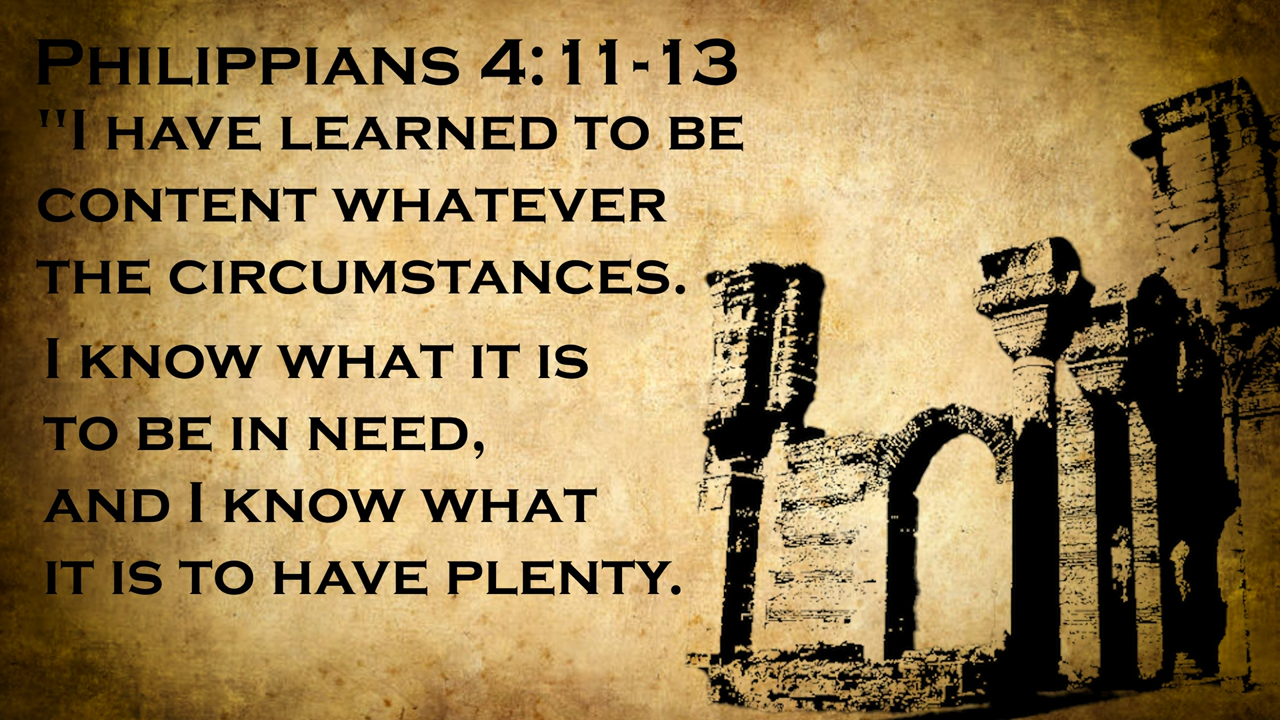 PHILIPPIANS 4:11-13
"I HAVE LEARNED TO BE
CONTENT WHATEVER
THE CIRCUMSTANCES.
I KNOW WHAT IT IS
TO BE IN NEED,
AND I KNOW WHAT
IT IS TO HAVE PLENTY.